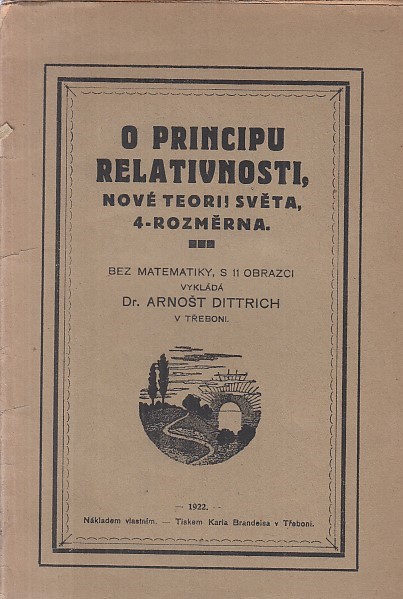 O PRINCIPU
RELATIVNOSTI,
NOVÉ TEORI! SVĚTA,
4-ROZMĚRNA.
BEZ MATEMATIKY, S 11 OBRAZCI
VYKLÁDÁ
Dr. ARNOŠT DITTRICH
V TŘEBONI.
— 1922. —
Nákladem vlastním. — Tiskem Karla Brandeisa v Třeboni.